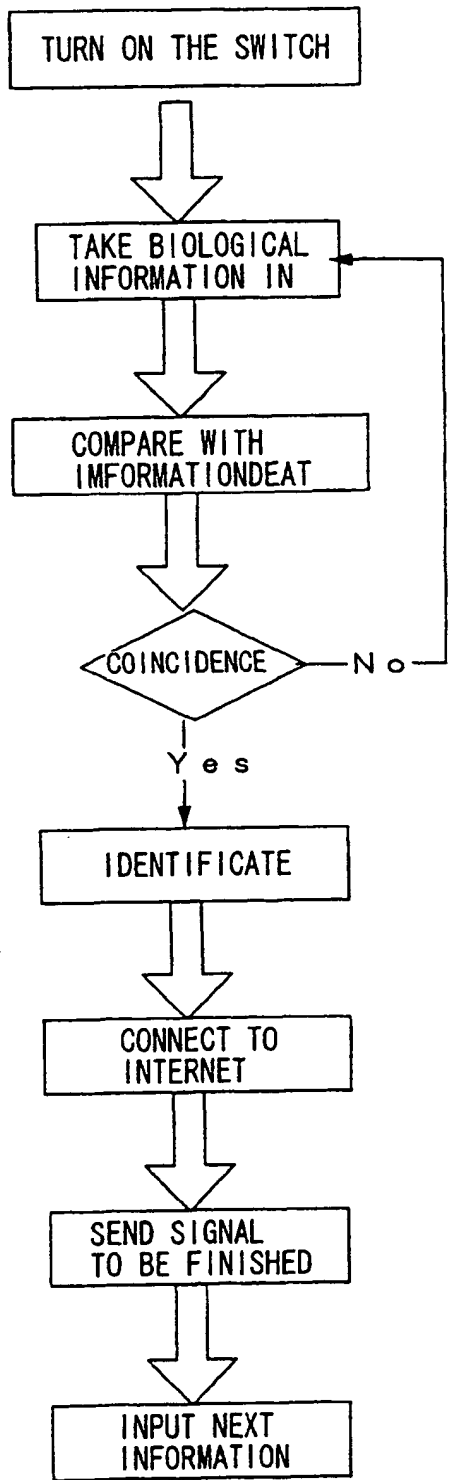 TURN ON THE SWITCH
TAKE BIOLOGICAL
INFORMATION IN
COMPARE WITH
IMFORMATIONDEAT
COINCIDENCE
No
Yes
IDENTIFICATE
CONNECT TO
INTERNET
SEND SIGNAL
TO BE FINISHED
INPUT NEXT
INFORMATION